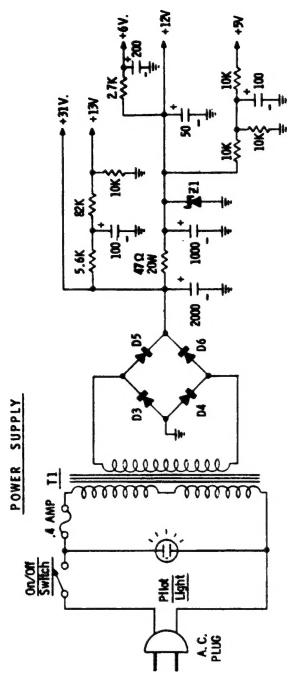 POWER SUPPLY
On/Off
Switch
.4 AMP
T1
Pilot
Light
A.C.
PLUG
D3
D5
D4
D6
+31V.
+13V
+6V.
+12V
+5V
5.6K
82K
100
+
-
10K
47Ω
20W
2000
+
-
1000
+
-
Z1
2.7K
200
+
-
50
+
-
10K
10K
10K
100
+
-